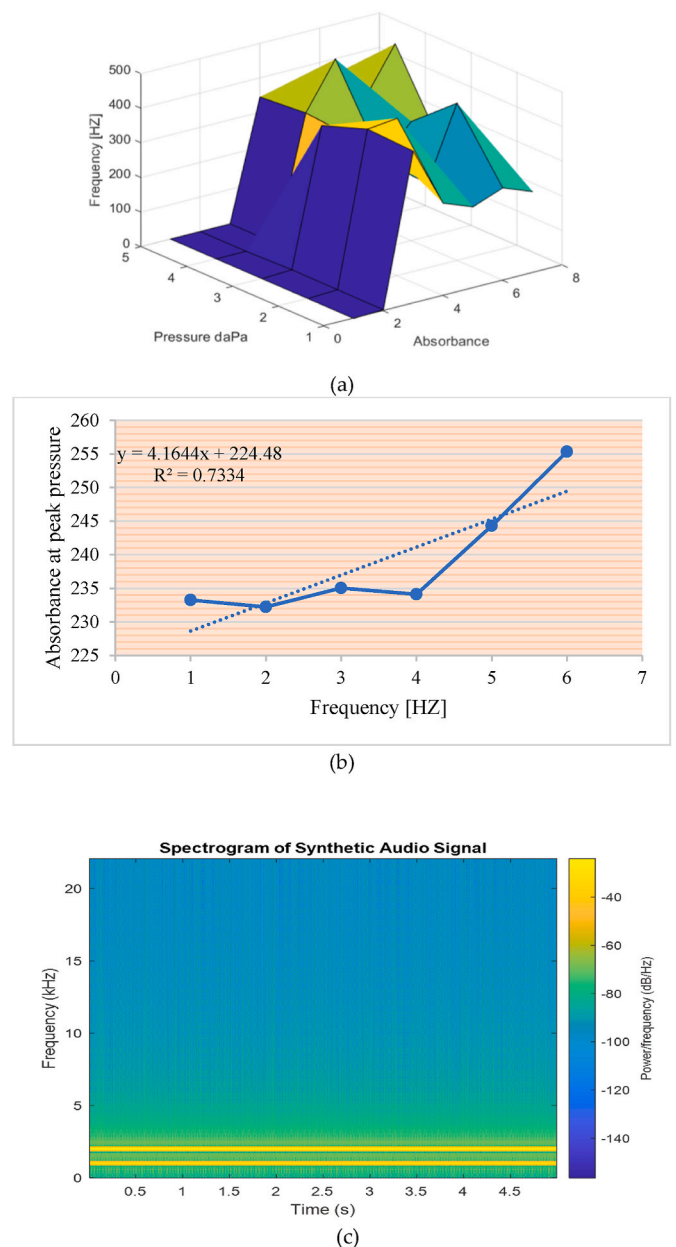 500
400
300
200
100
0
Frequency [HZ]
5
4
3
2
1
Pressure daPa
0
2
4
6
8
Absorbance
(a)
260
255
250
245
240
235
230
225
Absorbance at peak pressure
y = 4.1644x + 224.48
R² = 0.7334
0 1 2 3 4 5 6 7
Frequency [HZ]
(b)
Spectrogram of Synthetic Audio Signal
20
15
10
5
0
Frequency (kHz)
0.5 1 1.5 2 2.5 3 3.5 4 4.5
Time (s)
-40
-60
-80
-100
-120
-140
Power/frequency (dB/Hz)
(c)